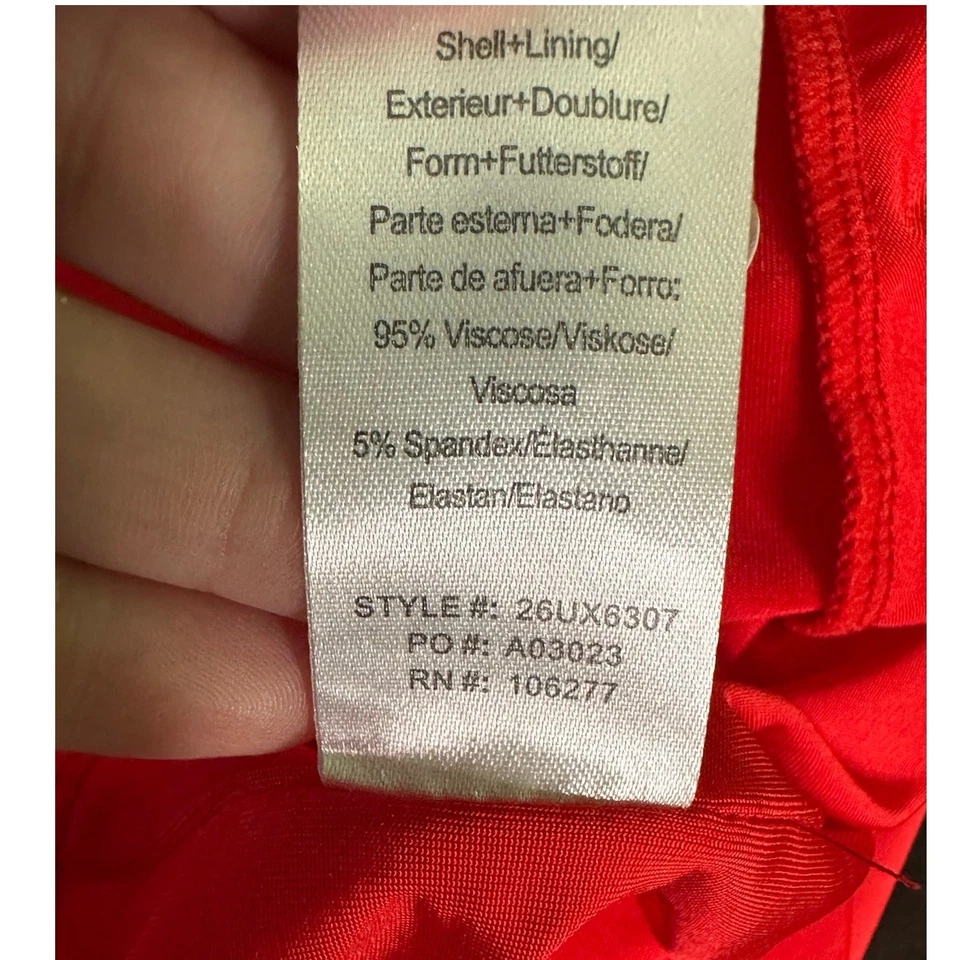 Shell+Lining/
Exterieur+Doublure/
Form+Futterstoff/
Parte esterna+Fodera/
Parte de afuera+Forro:
95% Viscose/Viskose/
Viscosa
5% Spandex/Élasthanne/
Elastan/Elastano
STYLE #: 26UX6307
PO #: A03023
RN #: 106277